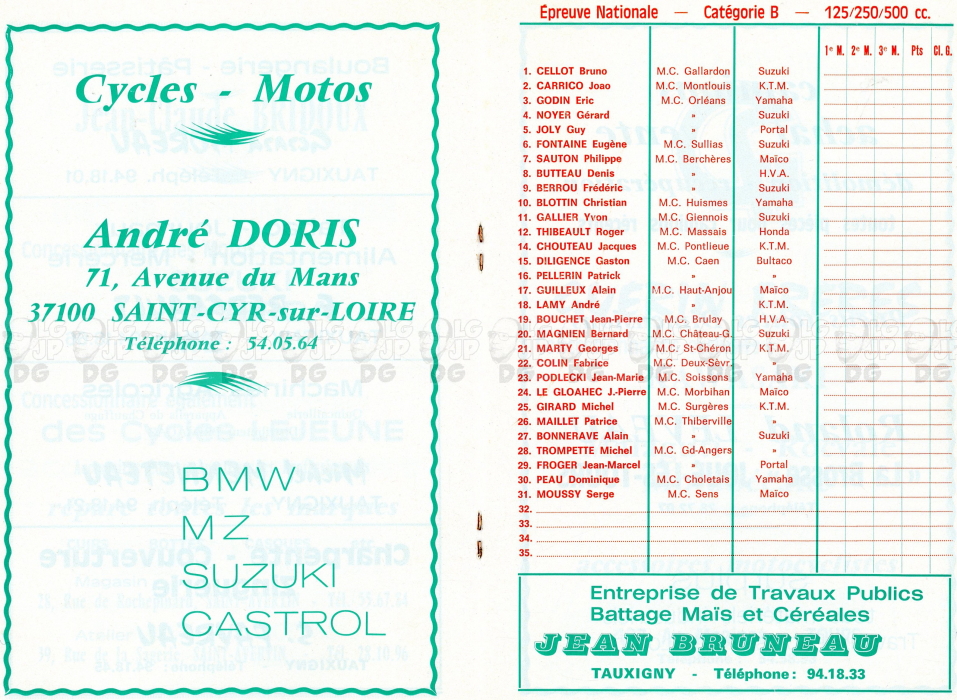 Cycles - Motos
André DORIS
71, Avenue du Mans
37100 SAINT-CYR-sur-LOIRE
Téléphone : 54.05.64
BMW
MZ
SUZUKI
CASTROL
Épreuve Nationale — Catégorie B — 125/250/500 cc.
1e M. 2e M. 3e M. Pts Cl. G.
1. CELLOT Bruno M.C. Gallardon Suzuki
2. CARRICO Joao M.C. Montlouis K.T.M.
3. GODIN Eric M.C. Orléans Yamaha
4. NOYER Gérard » Suzuki
5. JOLY Guy » Portal
6. FONTAINE Eugène M.C. Sullias Suzuki
7. SAUTON Philippe M.C. Berchères Maïco
8. BUTTEAU Denis » H.V.A.
9. BERROU Frédéric » Suzuki
10. BLOTTIN Christian M.C. Huismes Yamaha
11. GALLIER Yvon M.C. Giennois Suzuki
12. THIBEAULT Roger M.C. Massais Honda
14. CHOUTEAU Jacques M.C. Pontlieue K.T.M.
15. DILIGENCE Gaston M.C. Caen Bultaco
16. PELLERIN Patrick » »
17. GUILLEUX Alain M.C. Haut-Anjou Maïco
18. LAMY André » K.T.M.
19. BOUCHET Jean-Pierre M.C. Brulay H.V.A.
20. MAGNIEN Bernard M.C. Château-G. Suzuki
21. MARTY Georges M.C. St-Chéron K.T.M.
22. COLIN Fabrice M.C. Deux-Sèvr. »
23. PODLECKI Jean-Marie M.C. Soissons Yamaha
24. LE GLOAHEC J.-Pierre M.C. Morbihan Maïco
25. GIRARD Michel M.C. Surgères K.T.M.
26. MAILLET Patrice M.C. Thiberville »
27. BONNERAVE Alain » Suzuki
28. TROMPETTE Michel M.C. Gd-Angers »
29. FROGER Jean-Marcel » Portal
30. PEAU Dominique M.C. Choletais Yamaha
31. MOUSSY Serge M.C. Sens Maïco
32.
33.
34.
35.
Entreprise de Travaux Publics
Battage Maïs et Céréales
JEAN BRUNEAU
TAUXIGNY - Téléphone : 94.18.33